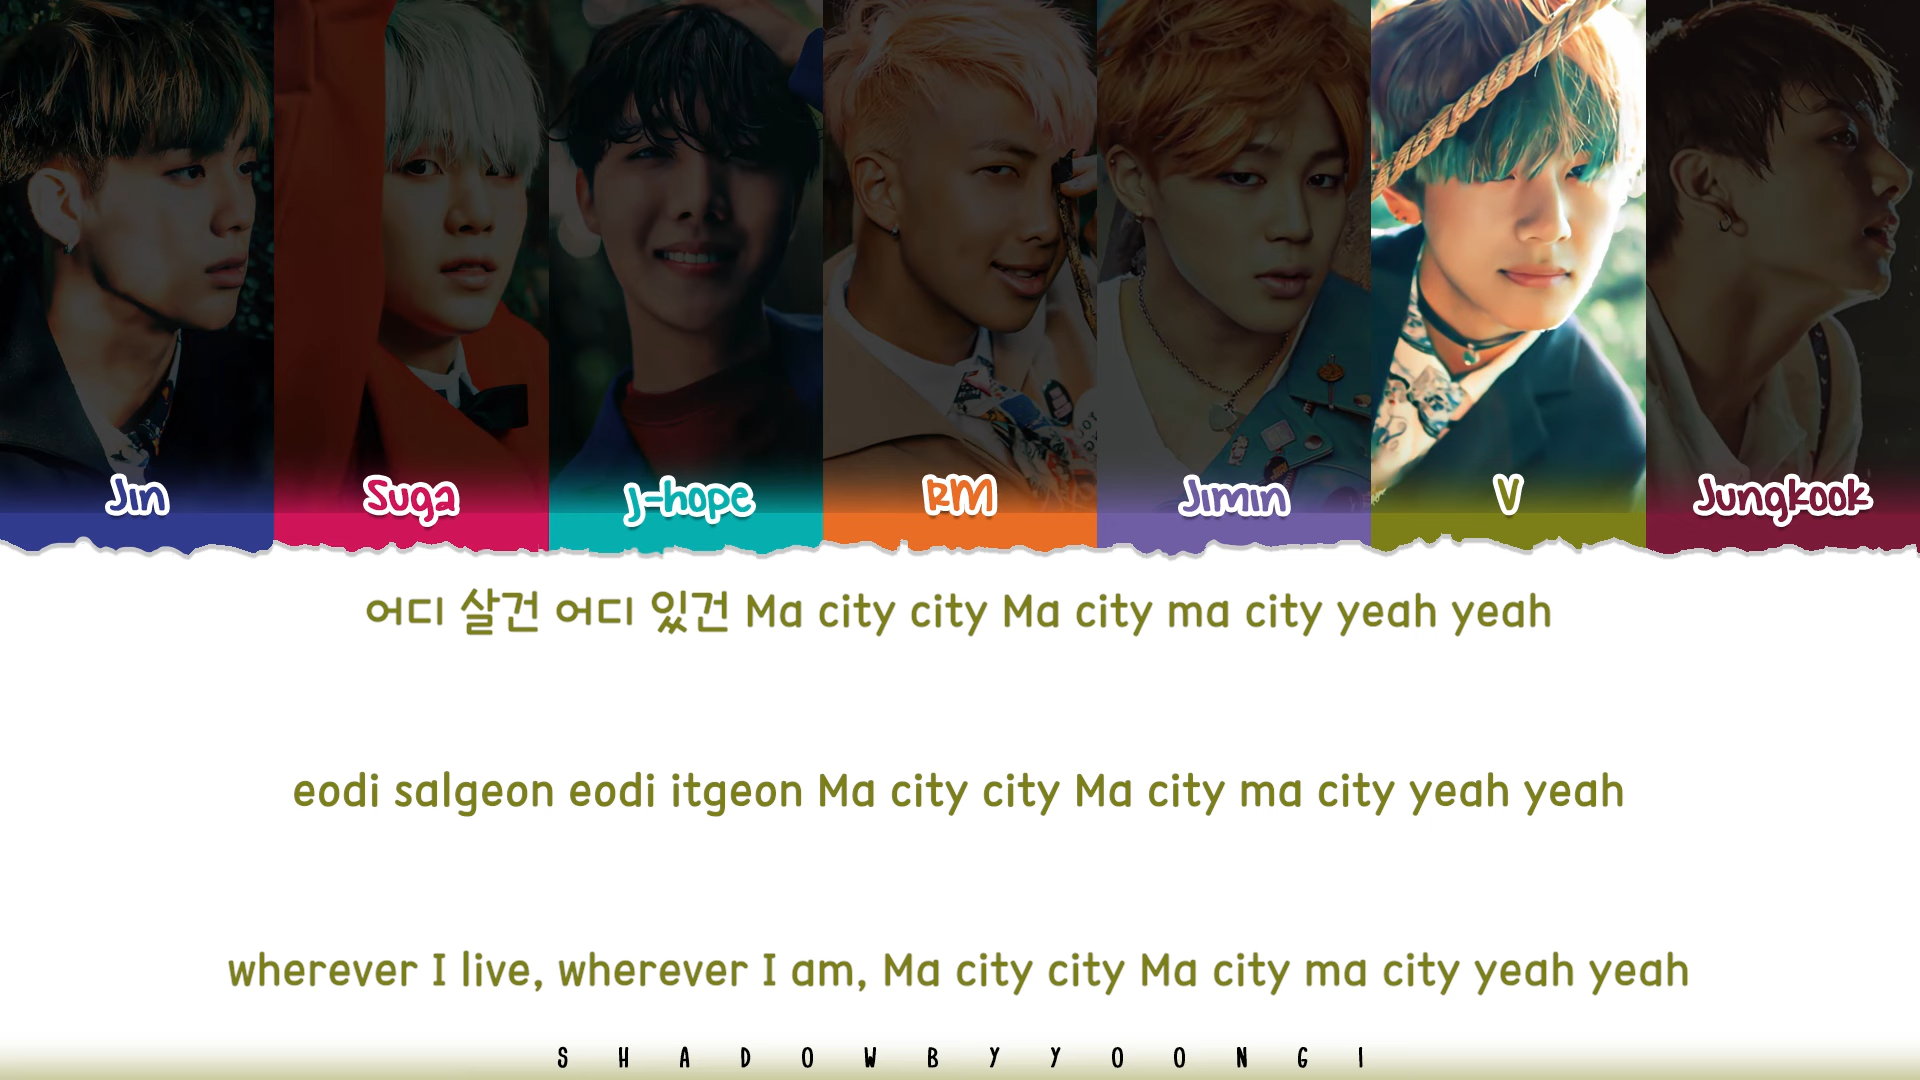 Jin
Suga
J-hope
RM
Jimin
V
Jungkook
어디 살건 어디 있건 Ma city city Ma city ma city yeah yeah
eodi salgeon eodi itgeon Ma city city Ma city ma city yeah yeah
wherever I live, wherever I am, Ma city city Ma city ma city yeah yeah
SHADOWBYYOONGI